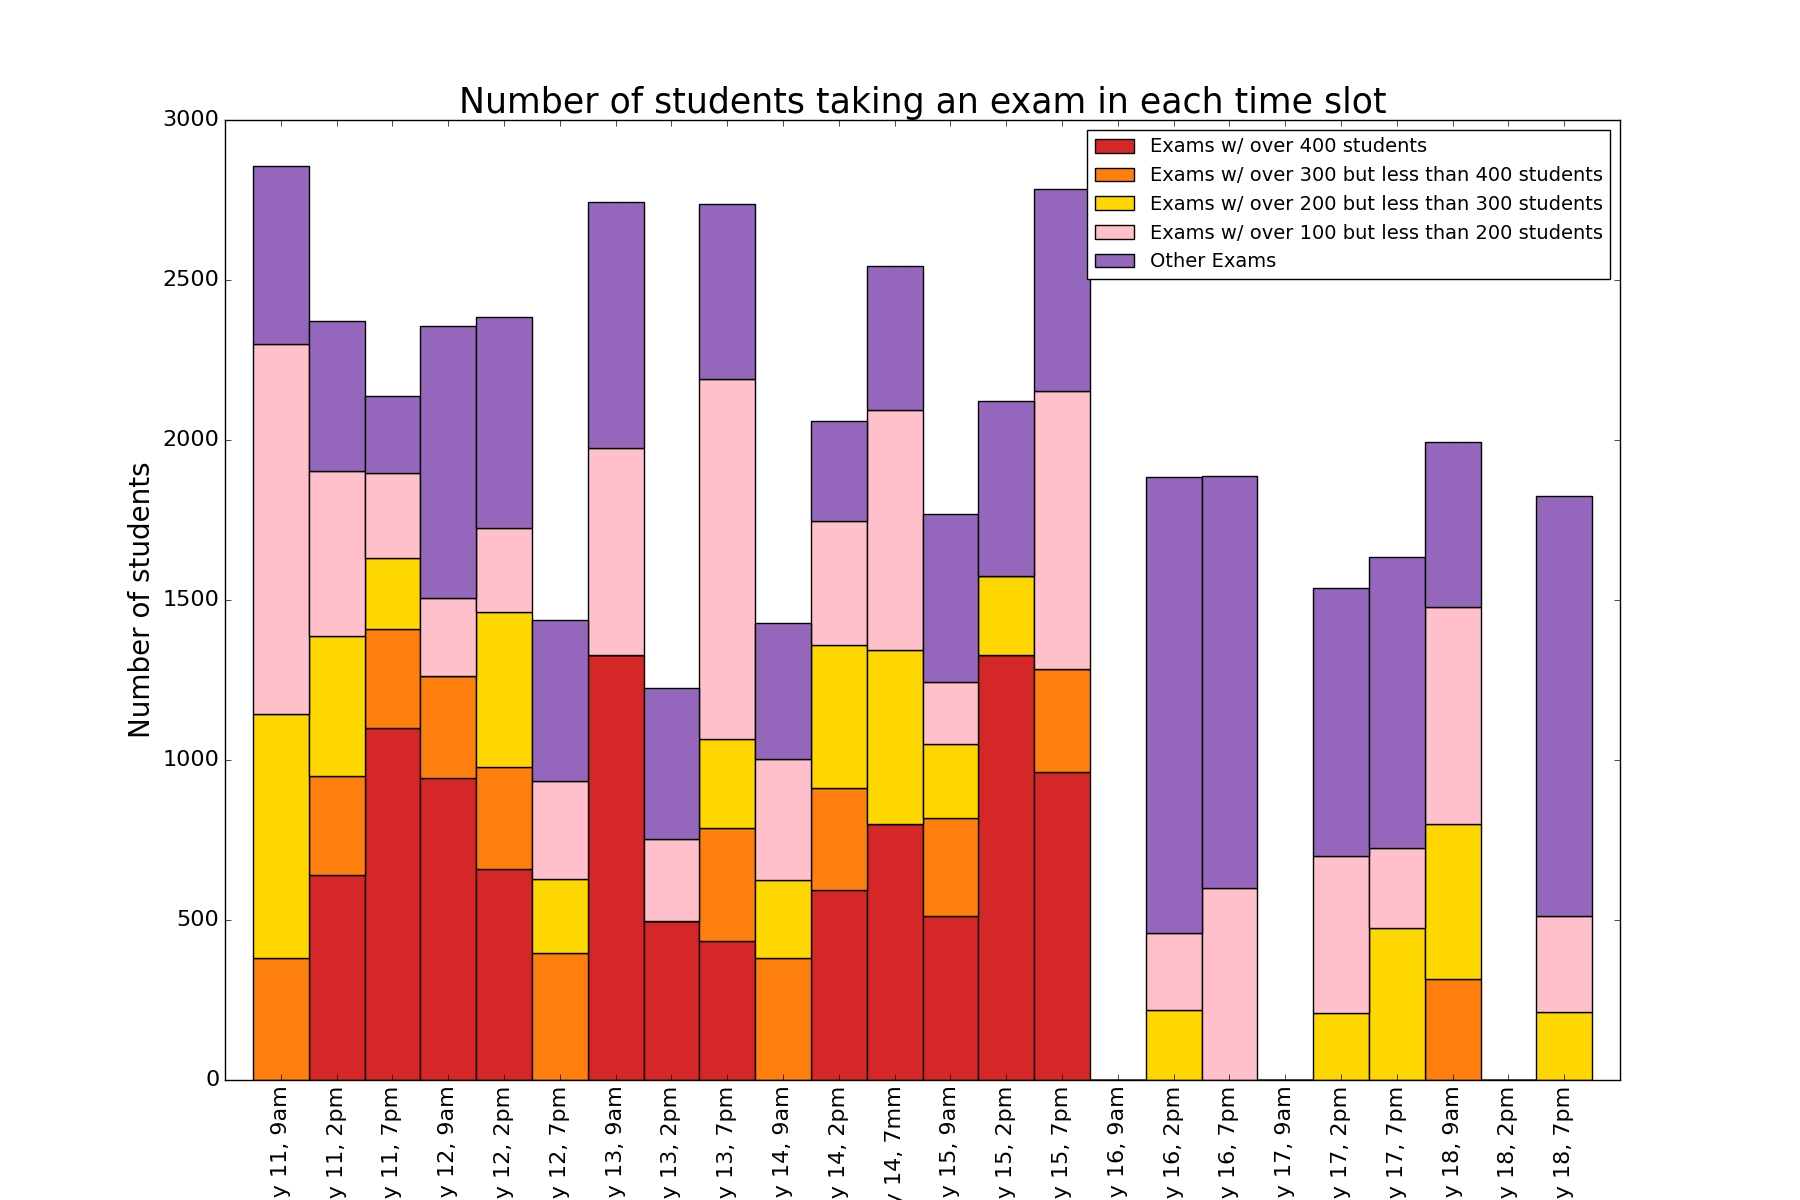 Number of students taking an exam in each time slot
Exams w/ over 400 students
Exams w/ over 300 but less than 400 students
Exams w/ over 200 but less than 300 students
Exams w/ over 100 but less than 200 students
Other Exams
3000
2500
2000
1500
1000
500
0
Number of students
y 11, 9am
y 11, 2pm
y 11, 7pm
y 12, 9am
y 12, 2pm
y 12, 7pm
y 13, 9am
y 13, 2pm
y 13, 7pm
y 14, 9am
y 14, 2pm
y 14, 7mm
y 15, 9am
y 15, 2pm
y 15, 7pm
y 16, 9am
y 16, 2pm
y 16, 7pm
y 17, 9am
y 17, 2pm
y 17, 7pm
y 18, 9am
y 18, 2pm
y 18, 7pm